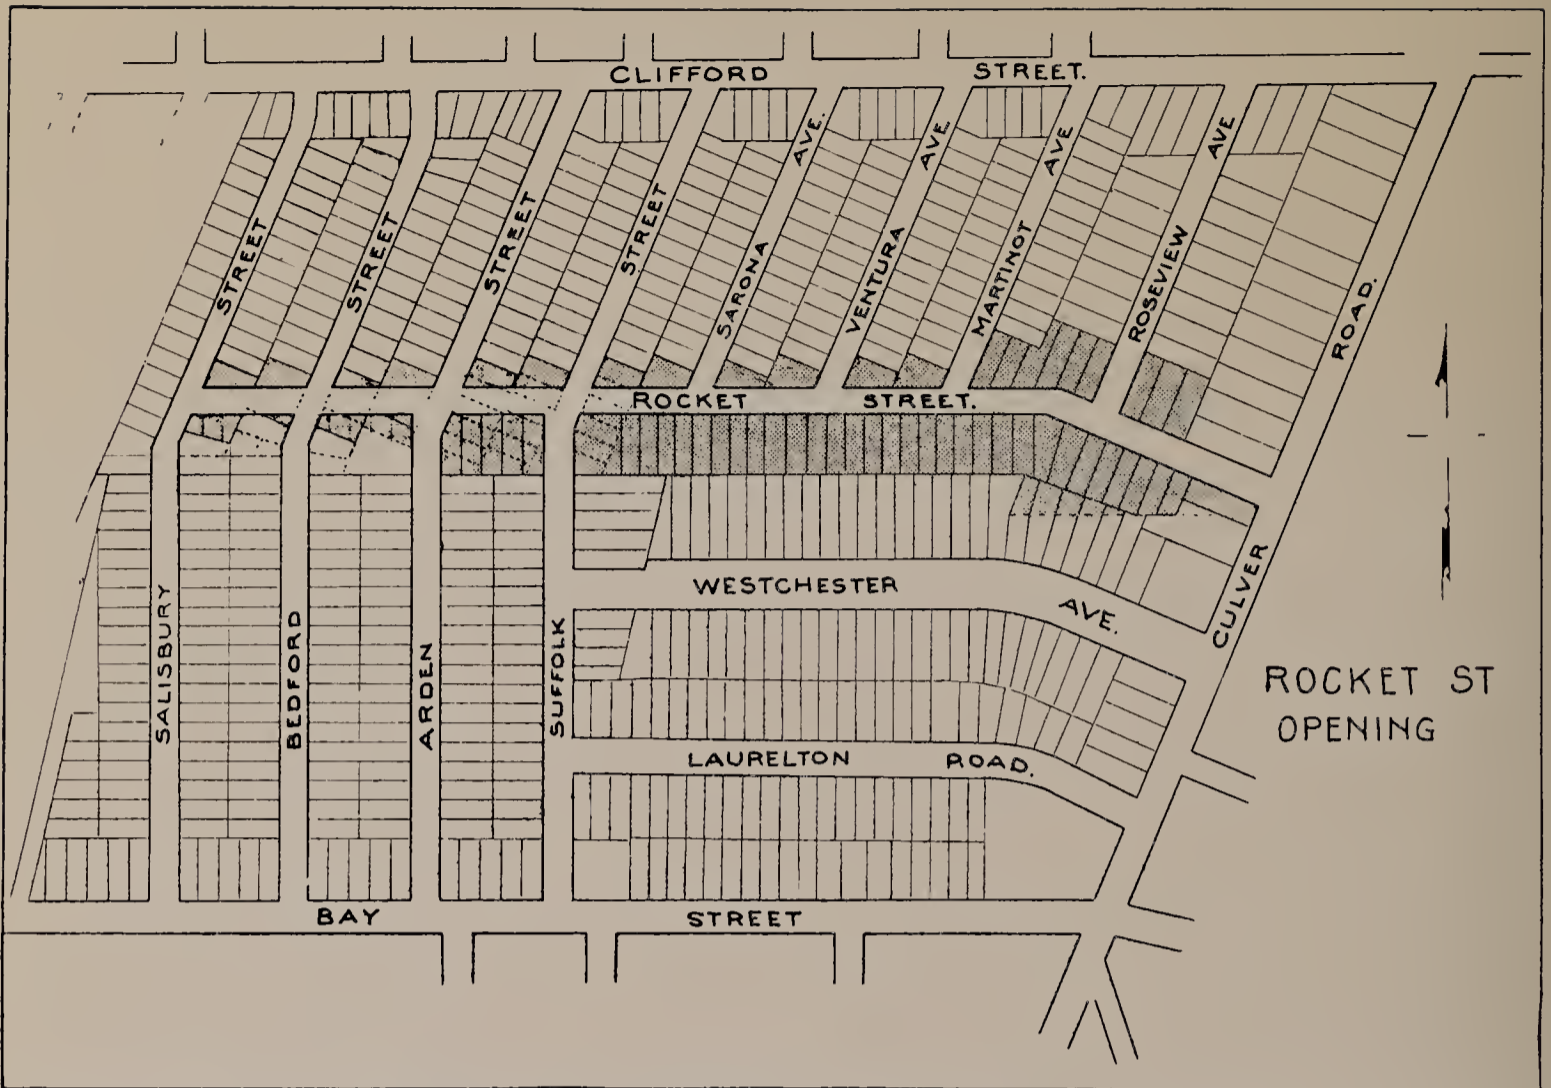 CLIFFORD STREET.
STREET
STREET
STREET
STREET
SARONA AVE.
VENTURA AVE.
MARTINOT AVE
ROSEVIEW AVE
ROCKET STREET.
CULVER ROAD.
WESTCHESTER AVE.
SALISBURY
BEDFORD
ARDEN
SUFFOLK
LAURELTON ROAD.
BAY STREET
ROCKET ST
OPENING